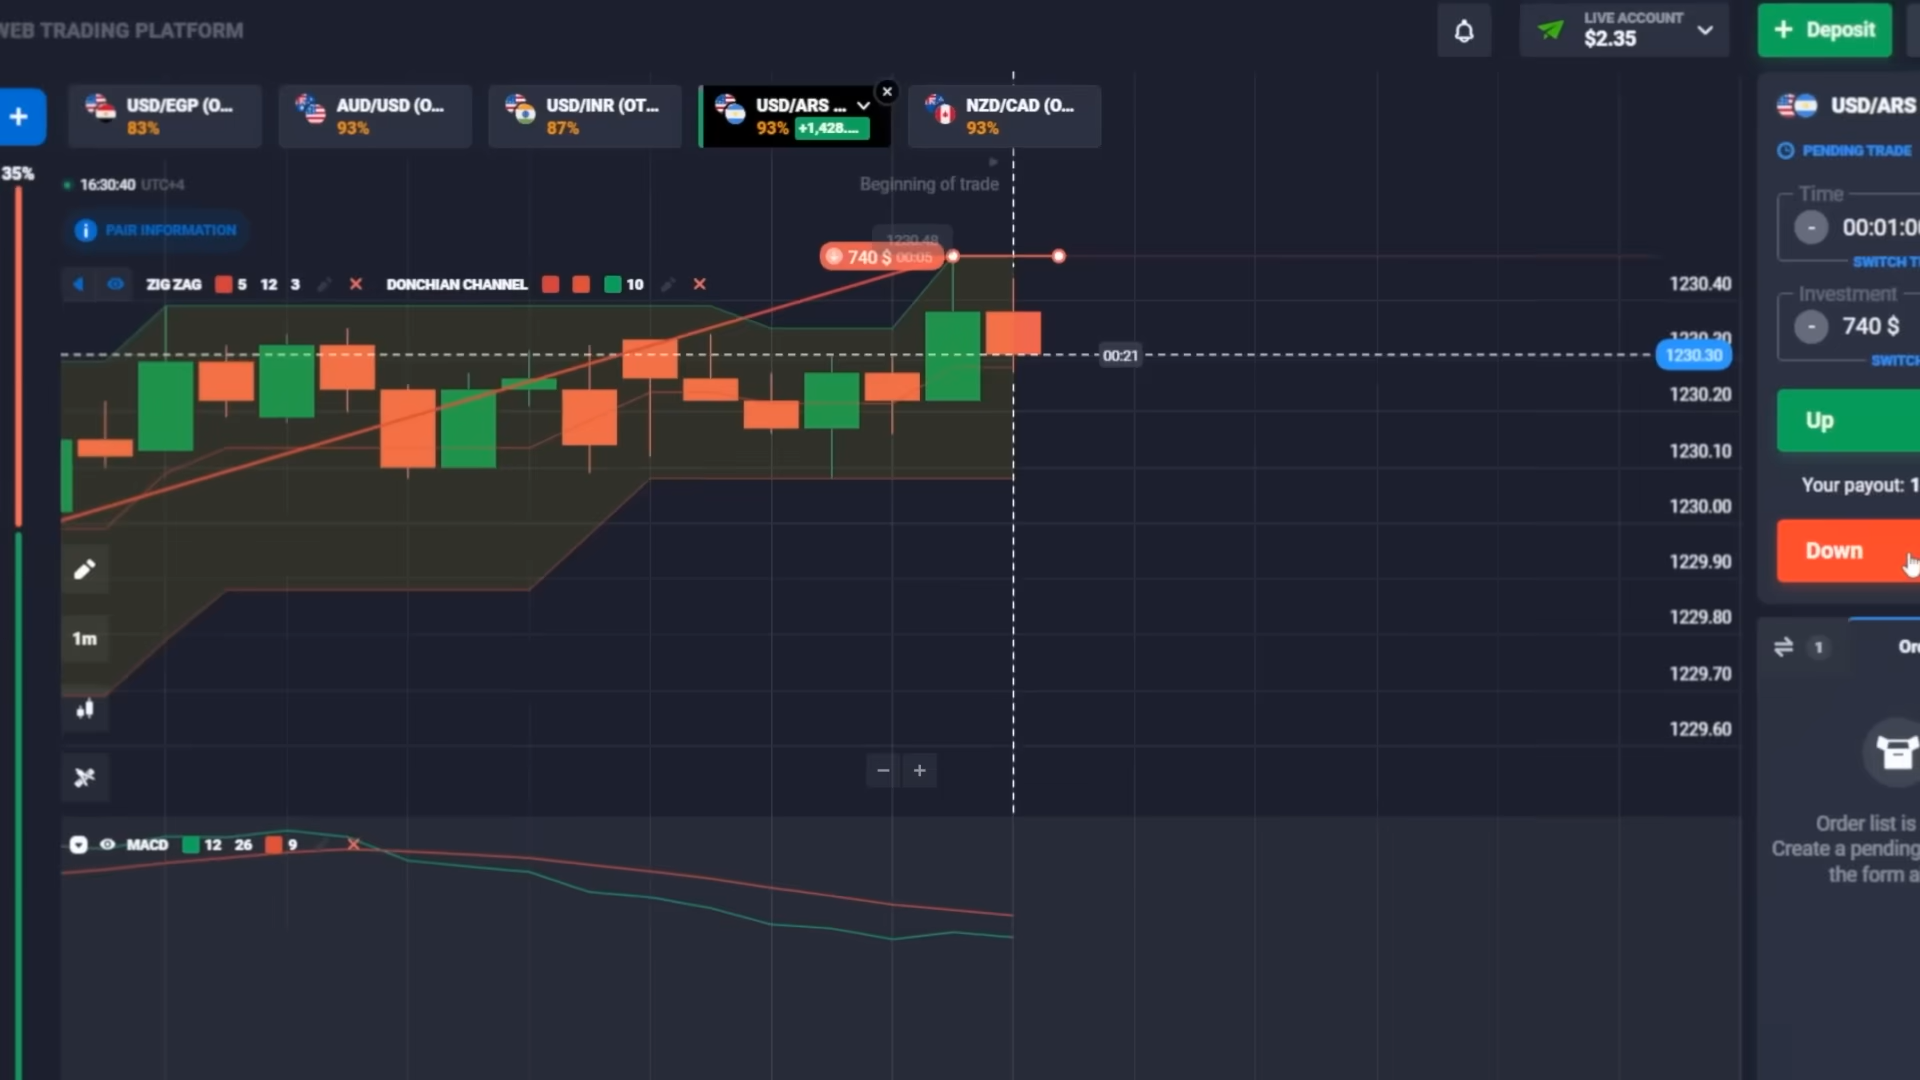 WEB TRADING PLATFORM
LIVE ACCOUNT
$2.35
+ Deposit
+
USD/EGP (O...
83%
AUD/USD (O...
93%
USD/INR (OT...
87%
USD/ARS ...
93% +1,428....
NZD/CAD (O...
93%
USD/ARS
PENDING TRADE
35%
16:30:40 UTC+4
Beginning of trade
PAIR INFORMATION
1230.48
740 $ 00:05
ZIG ZAG 5 12 3
DONCHIAN CHANNEL 10
Time
- 00:01:0
SWITCH T
Investment
- 740 $
SWITCH
1230.40
00:21
1230.30
1230.20
1230.10
1230.00
1229.90
1229.80
1229.70
1229.60
Up
Your payout: 1
Down
1m
− +
1
Ord
MACD 12 26 9
Order list is
Create a pending
the form a